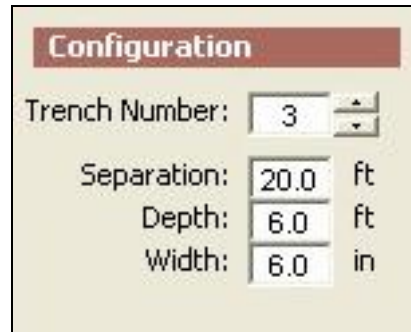 Configuration
Trench Number: 3
Separation: 20.0 ft
Depth: 6.0 ft
Width: 6.0 in